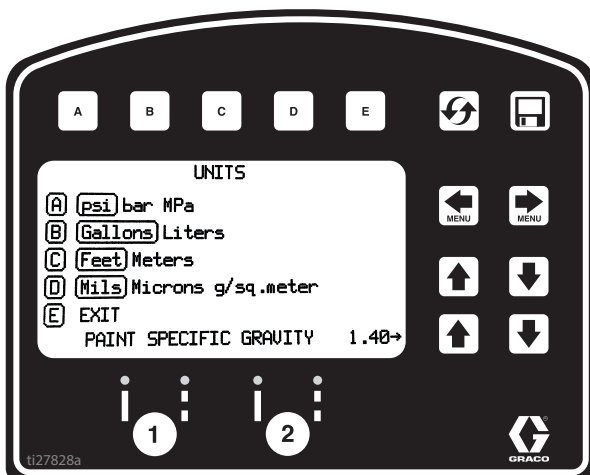 A B C D E
UNITS
A psi bar MPa
B Gallons Liters
C Feet Meters
D Mils Microns g/sq.meter
E EXIT
PAINT SPECIFIC GRAVITY 1.40→
MENU MENU
1 2
ti27828a
G
GRACO